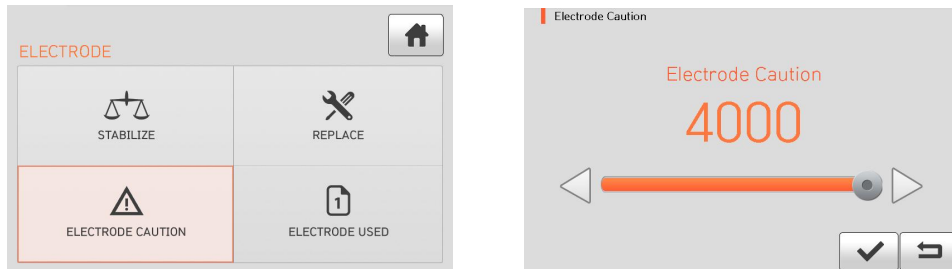 ELECTRODE
STABILIZE
REPLACE
ELECTRODE CAUTION
1
ELECTRODE USED
Electrode Caution
Electrode Caution
4000